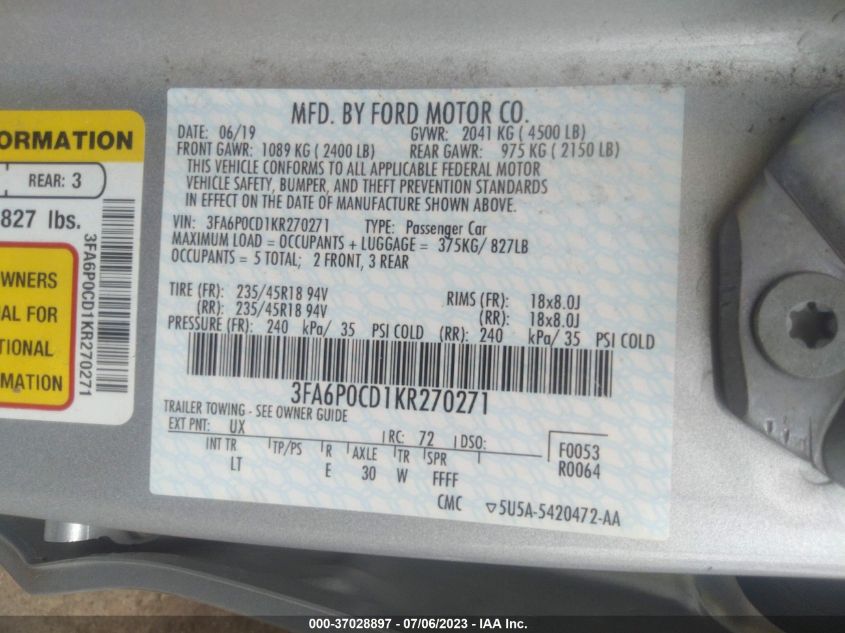 ORMATION
REAR: 3
827 lbs.
WNERS
AL FOR
TIONAL
MATION
3FA6P0CD1KR270271
MFD. BY FORD MOTOR CO.
DATE: 06/19 GVWR: 2041 KG ( 4500 LB)
FRONT GAWR: 1089 KG ( 2400 LB) REAR GAWR: 975 KG ( 2150 LB)
THIS VEHICLE CONFORMS TO ALL APPLICABLE FEDERAL MOTOR
VEHICLE SAFETY, BUMPER, AND THEFT PREVENTION STANDARDS
IN EFFECT ON THE DATE OF MANUFACTURE SHOWN ABOVE.
VIN: 3FA6P0CD1KR270271 TYPE: Passenger Car
MAXIMUM LOAD = OCCUPANTS + LUGGAGE = 375KG/ 827LB
OCCUPANTS = 5 TOTAL; 2 FRONT, 3 REAR
TIRE (FR): 235/45R18 94V RIMS (FR): 18x8.0J
(RR): 235/45R18 94V (RR): 18x8.0J
PRESSURE (FR): 240 kPa/ 35 PSI COLD (RR): 240 kPa/ 35 PSI COLD
3FA6P0CD1KR270271
TRAILER TOWING - SEE OWNER GUIDE
EXT PNT: UX RC: 72 DSO: F0053
INT TR TP/PS R AXLE TR SPR R0064
LT E 30 W FFFF
CMC ▽5U5A-5420472-AA
000-37028897 - 07/06/2023 - IAA Inc.